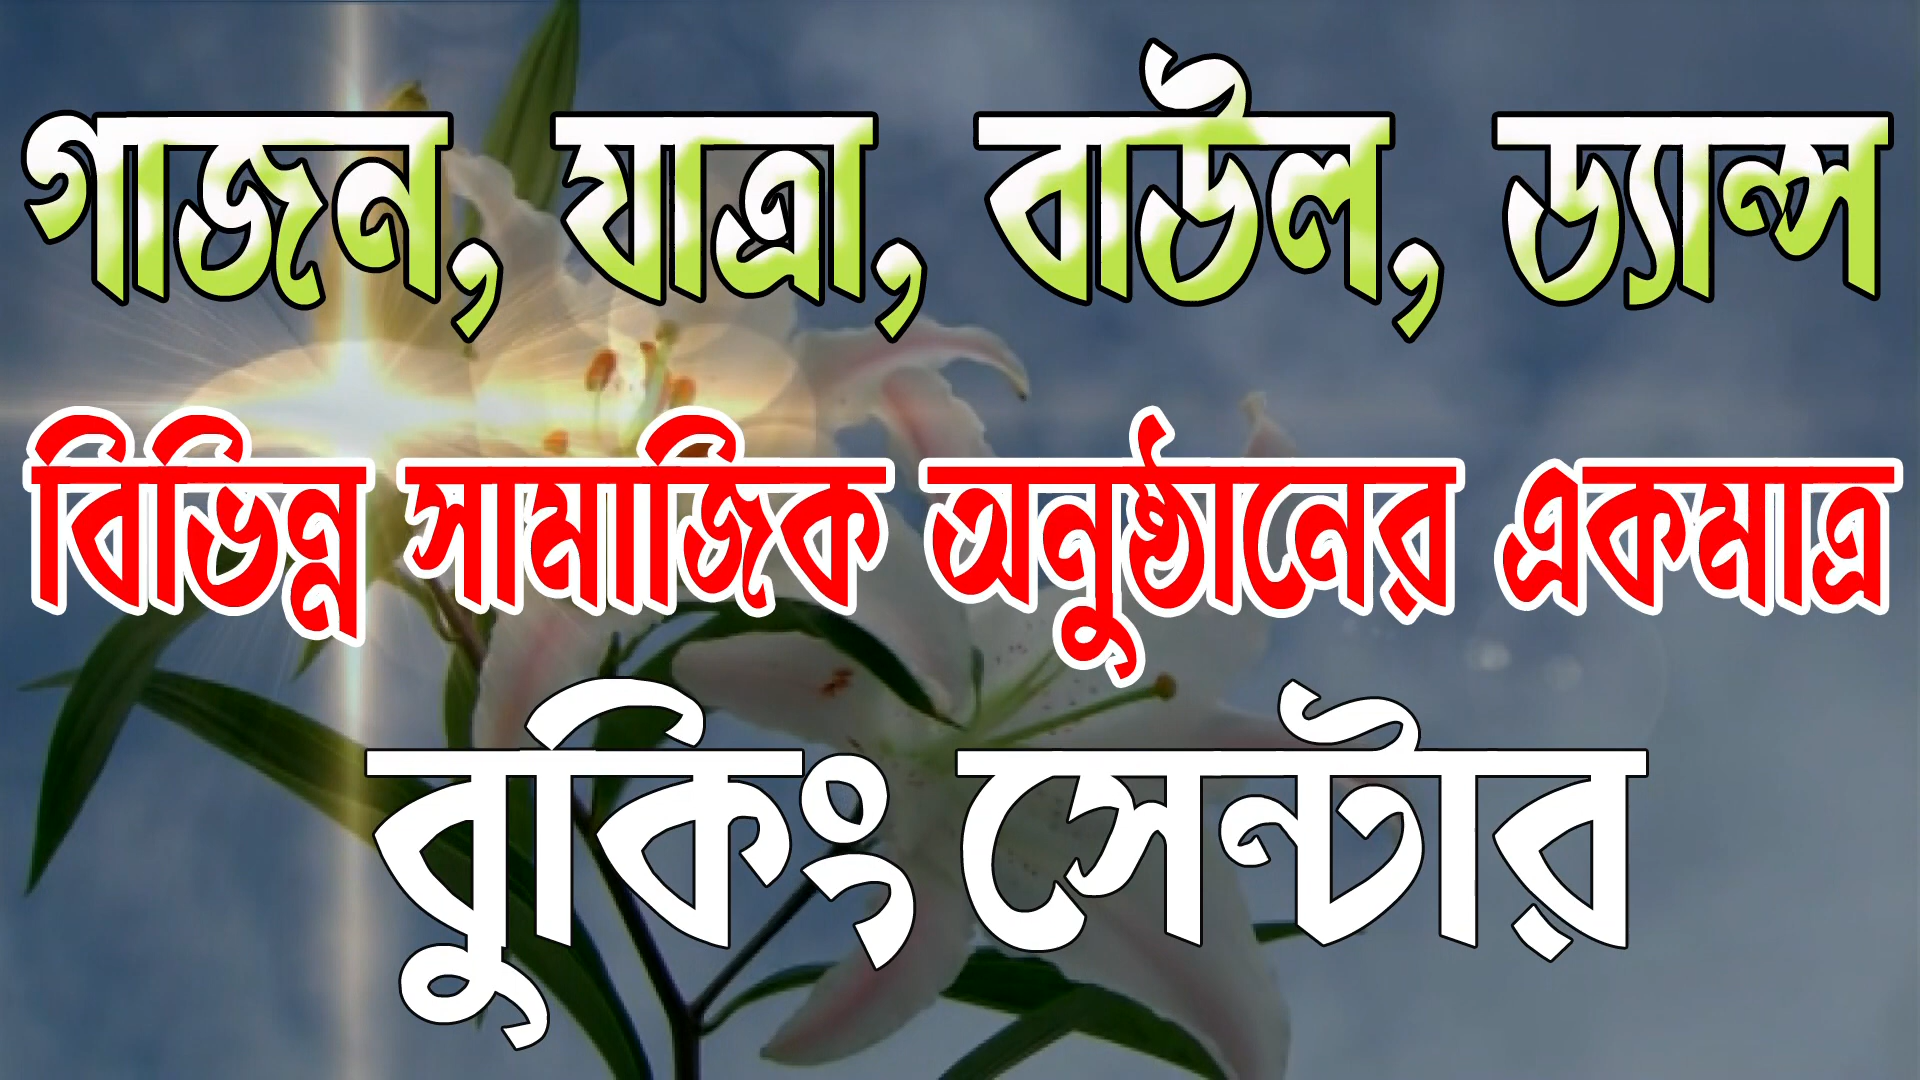 গাজন, যাত্রা, বাউল, ড্যান্স
বিভিন্ন সামাজিক অনুষ্ঠানের একমাত্র
বুকিং সেন্টার